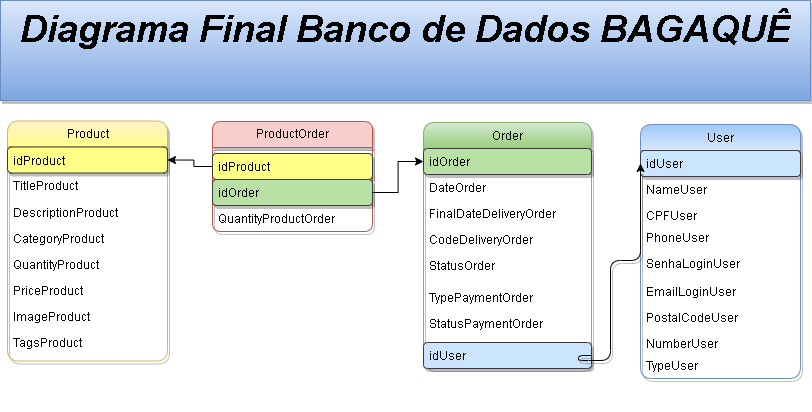 Diagrama Final Banco de Dados BAGAQUÊ
Product
idProduct
TitleProduct
DescriptionProduct
CategoryProduct
QuantityProduct
PriceProduct
ImageProduct
TagsProduct
ProductOrder
idProduct
idOrder
QuantityProductOrder
Order
idOrder
DateOrder
FinalDateDeliveryOrder
CodeDeliveryOrder
StatusOrder
TypePaymentOrder
StatusPaymentOrder
idUser
User
idUser
NameUser
CPFUser
PhoneUser
SenhaLoginUser
EmailLoginUser
PostalCodeUser
NumberUser
TypeUser